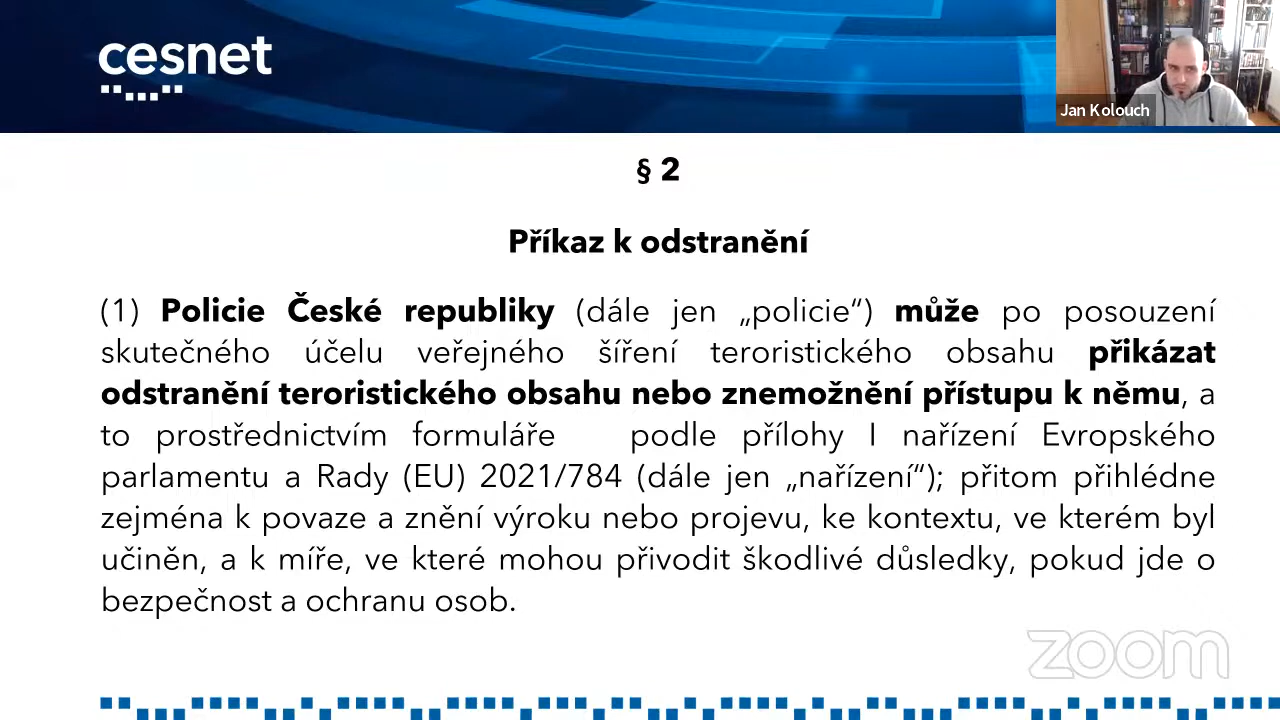 cesnet
Jan Kolouch
§ 2
Příkaz k odstranění
(1) Policie České republiky (dále jen „policie“) může po posouzení
skutečného účelu veřejného šíření teroristického obsahu přikázat
odstranění teroristického obsahu nebo znemožnění přístupu k němu, a
to prostřednictvím formuláře podle přílohy I nařízení Evropského
parlamentu a Rady (EU) 2021/784 (dále jen „nařízení“); přitom přihlédne
zejména k povaze a znění výroku nebo projevu, ke kontextu, ve kterém byl
učiněn, a k míře, ve které mohou přivodit škodlivé důsledky, pokud jde o
bezpečnost a ochranu osob.
zoom